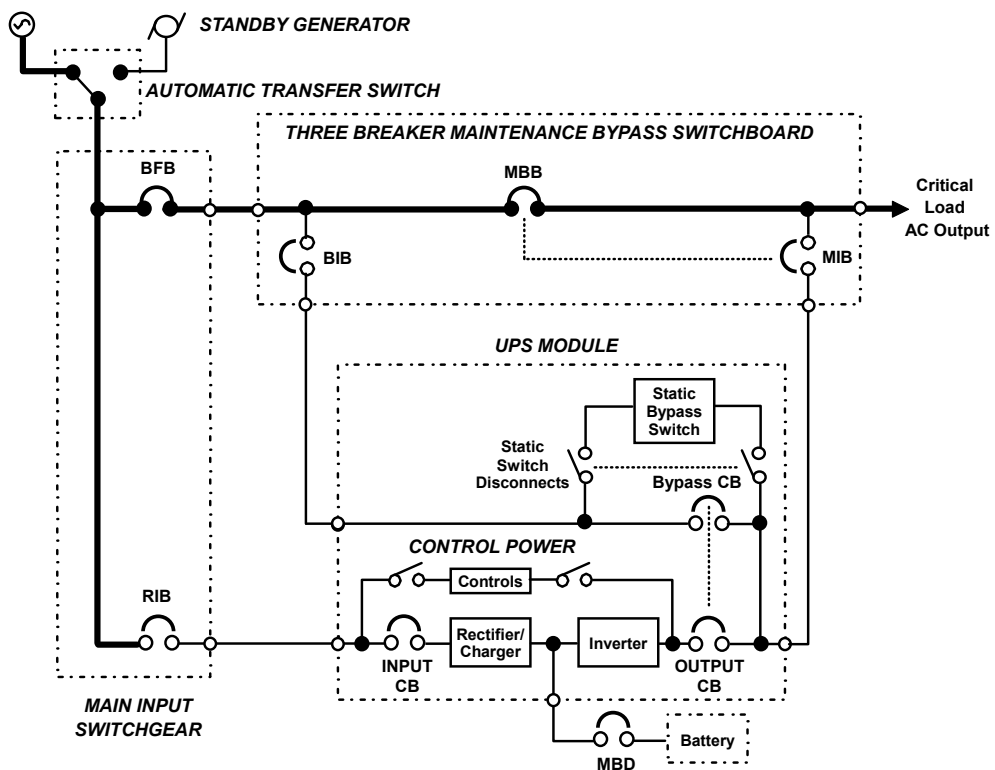 STANDBY GENERATOR
AUTOMATIC TRANSFER SWITCH
THREE BREAKER MAINTENANCE BYPASS SWITCHBOARD
BFB
MBB
Critical
Load
AC Output
BIB
MIB
UPS MODULE
Static
Bypass
Switch
Static
Switch
Disconnects
Bypass CB
CONTROL POWER
Controls
RIB
Rectifier/
Charger
Inverter
INPUT
CB
OUTPUT
CB
MAIN INPUT
SWITCHGEAR
Battery
MBD